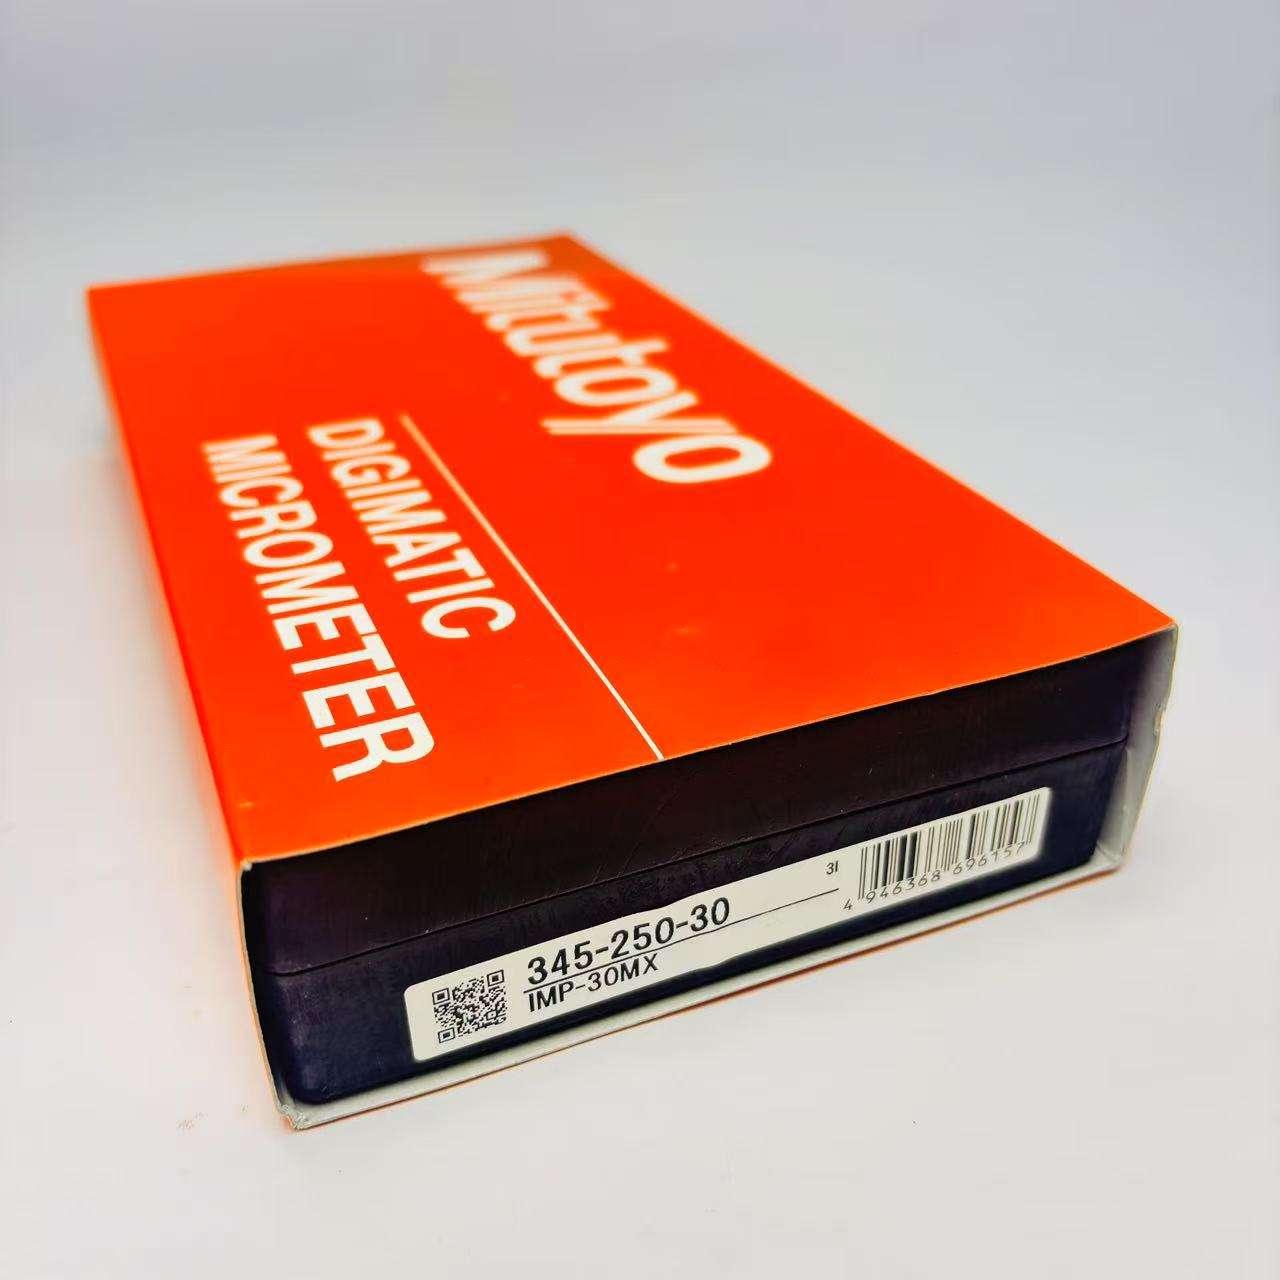 Mitutoyo
DIGIMATIC
MICROMETER
345-250-30
IMP-30MX
3I
4 946368 696157